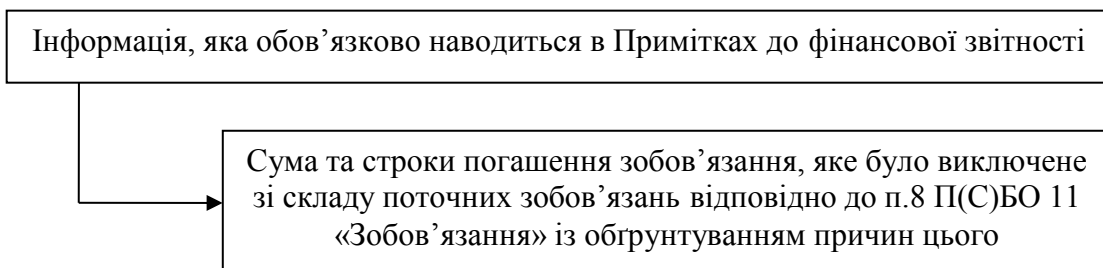 Інформація, яка обов’язково наводиться в Примітках до фінансової звітності
Сума та строки погашення зобов’язання, яке було виключене
зі складу поточних зобов’язань відповідно до п.8 П(С)БО 11
«Зобов’язання» із обґрунтуванням причин цього